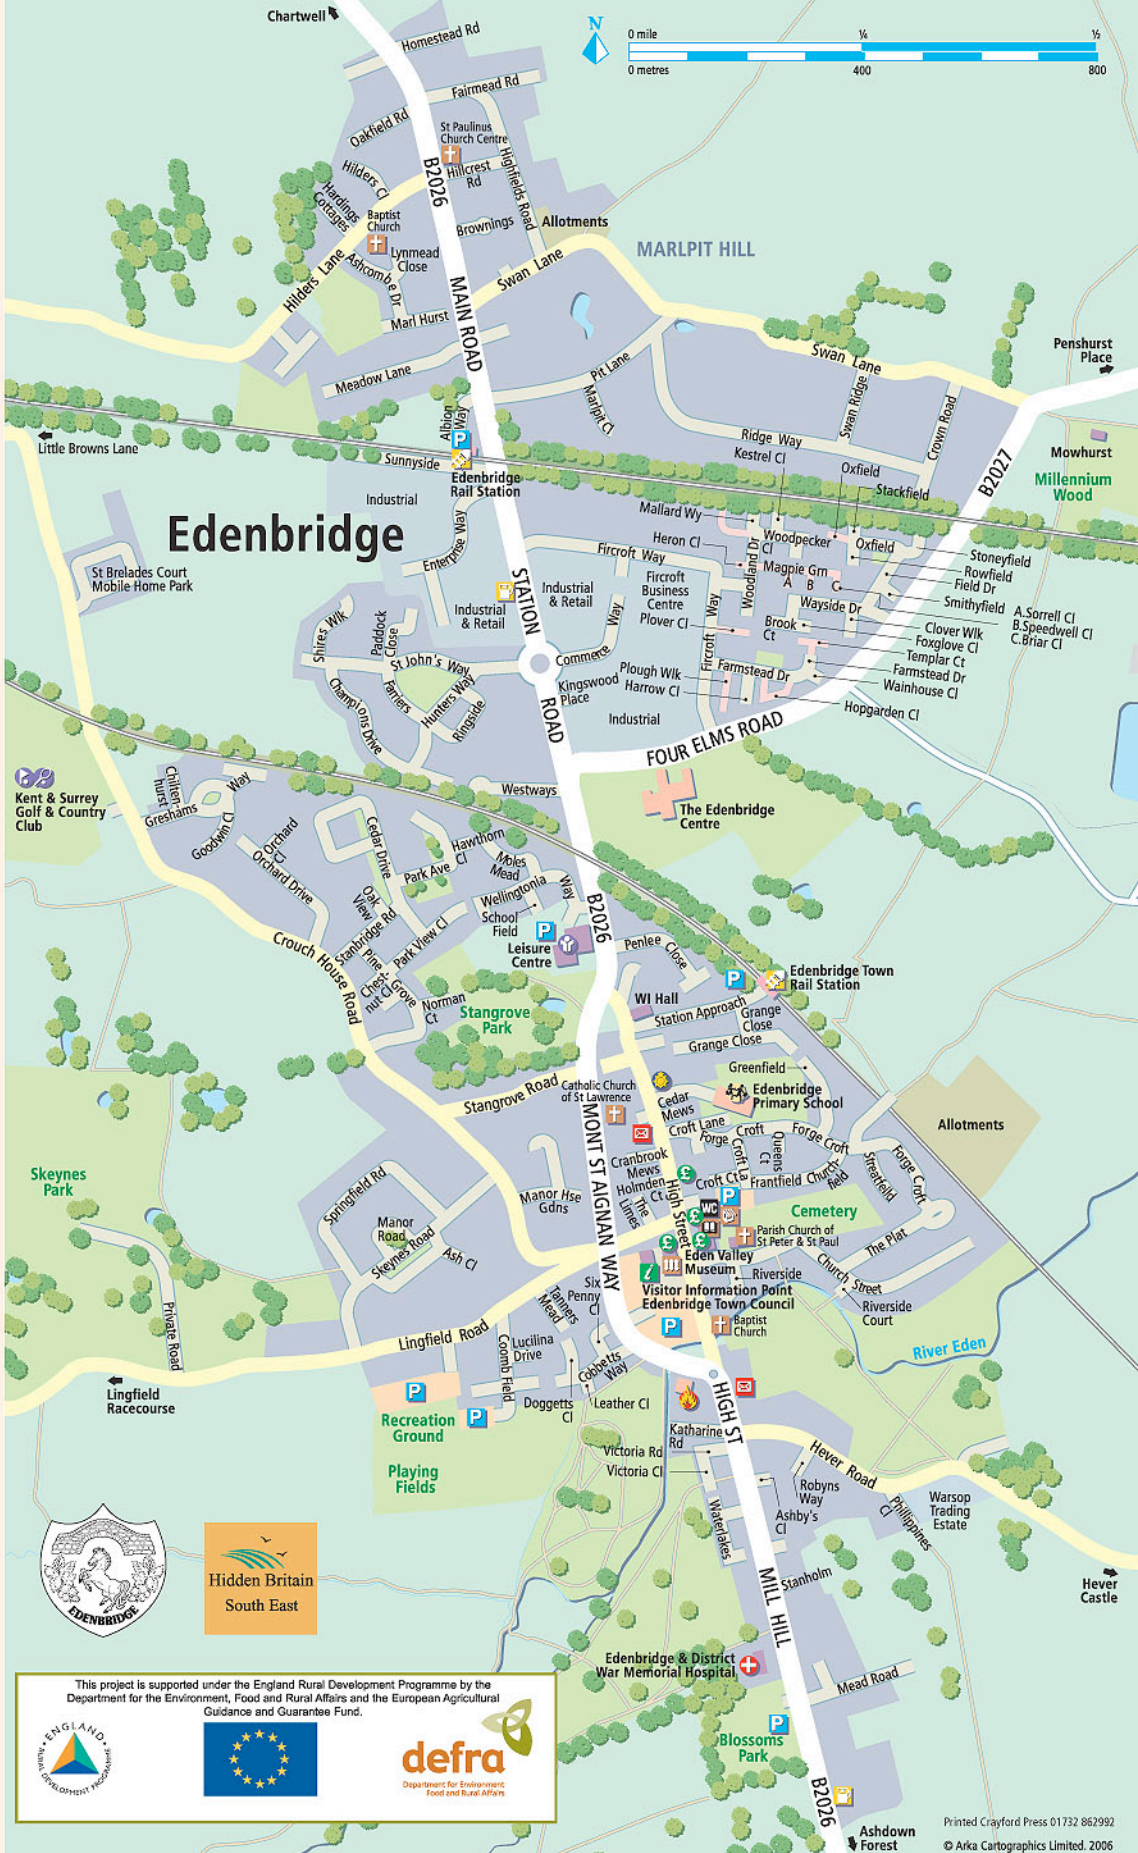 Chartwell
Homestead Rd
N
0 mile
¼
½
0 metres
400
800
Fairmead Rd
Oakfield Rd
St Paulinus
Church Centre
B2026
Hillcrest
Rd
Highfields Road
Hilders Cl
Hardings
Cottages
Baptist
Church
Brownings
Allotments
MARLPIT HILL
Lynmead
Close
Ashcombe Dr
Hilders Lane
Swan Lane
MAIN ROAD
Marl Hurst
Meadow Lane
Pit Lane
Marlpit Cl
Swan Lane
Swan Ridge
Crown Road
Penshurst
Place
Little Browns Lane
Albion
Way
P
Sunnyside
Edenbridge
Rail Station
Ridge Way
Kestrel Cl
Oxfield
Stackfield
B2027
Mowhurst
Millennium
Wood
Industrial
Edenbridge
Mallard Wy
Heron Cl
Woodpecker
Cl
Oxfield
Stoneyfield
Rowfield
Field Dr
Smithyfield
Enterprise Way
Fircroft Way
Woodland Dr
Magpie Grn
A B C
Wayside Dr
A.Sorrell Cl
B.Speedwell Cl
C.Briar Cl
St Brelades Court
Mobile Home Park
STATION
Industrial
& Retail
Industrial
& Retail
Fircroft
Business
Centre
Plover Cl
Brook
Ct
Clover Wlk
Foxglove Cl
Templar Ct
Farmstead Dr
Wainhouse Cl
Hopgarden Cl
Shires Wlk
Paddock
Close
St John's Way
Commerce
Way
Fircroft
Way
Farmstead Dr
Plough Wlk
Harrow Cl
Kingswood
Place
Industrial
Farriers
Hunters Way
Ringside
Champions Drive
ROAD
FOUR ELMS ROAD
Westways
The Edenbridge
Centre
Kent & Surrey
Golf & Country
Club
Chilten-
hurst
Greshams
Way
Goodwin Cl
Orchard
Cl
Orchard Drive
Cedar Drive
Hawthorn
Cl
Park Ave
Moles
Mead
Wellingtonia
Way
Oak
View
Stanbridge Rd
Park View Cl
School
Field
P
Leisure
Centre
B2026
Penlee
Close
Crouch House Road
Pine
Grove
Chest-
nut Cl
Norman
Ct
Stangrove
Park
WI Hall
P
Edenbridge Town
Rail Station
Station Approach
Grange
Close
Grange Close
Greenfield
Stangrove Road
Catholic Church
of St Lawrence
Cedar
Mews
Edenbridge
Primary School
Allotments
Croft Lane
Forge
Croft
Croft La
Queens
Ct
Forge Croft
Forge Croft
Streatfeild
Church-
field
MONT ST AIGNAN WAY
Cranbrook
Mews
Holmden
Ct
The
Limes
High Street
£
Croft Ct
Frantfield
P
WC
£
£
£
Cemetery
Parish Church of
St Peter & St Paul
The Plat
Church Street
Skeynes
Park
Springfield Rd
Manor
Road
Skeynes Road
Ash Cl
Manor Hse
Gdns
i
Eden Valley
Museum
Riverside
Visitor Information Point
Edenbridge Town Council
Riverside
Court
Six
Penny
Cl
P
Baptist
Church
River Eden
Private Road
Lingfield Road
Tanners
Mead
Lucilina
Drive
Coomb Field
Cobbetts
Way
Lingfield
Racecourse
P
Recreation
Ground
P
Doggetts
Cl
Leather Cl
HIGH ST
Playing
Fields
Katharine
Rd
Victoria Rd
Victoria Cl
Hever Road
Robyns
Way
Ashby's
Cl
Phillippines
Cl
Warsop
Trading
Estate
Waterlakes
Stanholm
Hever
Castle
MILL HILL
EDENBRIDGE
Hidden Britain
South East
Edenbridge & District
War Memorial Hospital
Mead Road
P
Blossoms
Park
B2026
This project is supported under the England Rural Development Programme by the
Department for the Environment, Food and Rural Affairs and the European Agricultural
Guidance and Guarantee Fund.
ENGLAND
RURAL DEVELOPMENT PROGRAMME
defra
Department for Environment
Food and Rural Affairs
Ashdown
Forest
Printed Crayford Press 01732 862992
© Arka Cartographics Limited. 2006